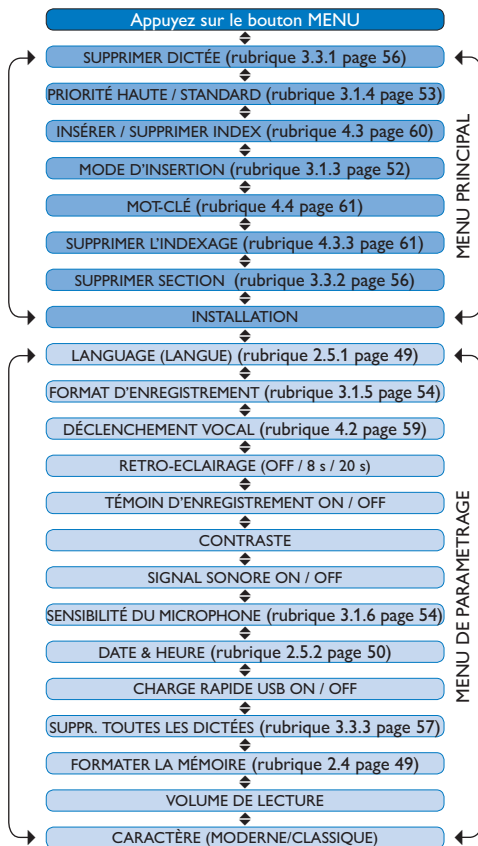 Appuyez sur le bouton MENU
SUPPRIMER DICTÉE (rubrique 3.3.1 page 56)
PRIORITÉ HAUTE / STANDARD (rubrique 3.1.4 page 53)
INSÉRER / SUPPRIMER INDEX (rubrique 4.3 page 60)
MODE D'INSERTION (rubrique 3.1.3 page 52)
MOT-CLÉ (rubrique 4.4 page 61)
SUPPRIMER L'INDEXAGE (rubrique 4.3.3 page 61)
SUPPRIMER SECTION (rubrique 3.3.2 page 56)
INSTALLATION
MENU PRINCIPAL
LANGUAGE (LANGUE) (rubrique 2.5.1 page 49)
FORMAT D'ENREGISTREMENT (rubrique 3.1.5 page 54)
DÉCLENCHEMENT VOCAL (rubrique 4.2 page 59)
RETRO-ECLAIRAGE (OFF / 8 s / 20 s)
TÉMOIN D'ENREGISTREMENT ON / OFF
CONTRASTE
SIGNAL SONORE ON / OFF
SENSIBILITÉ DU MICROPHONE (rubrique 3.1.6 page 54)
DATE & HEURE (rubrique 2.5.2 page 50)
CHARGE RAPIDE USB ON / OFF
SUPPR. TOUTES LES DICTÉES (rubrique 3.3.3 page 57)
FORMATER LA MÉMOIRE (rubrique 2.4 page 49)
VOLUME DE LECTURE
CARACTÈRE (MODERNE/CLASSIQUE)
MENU DE PARAMETRAGE